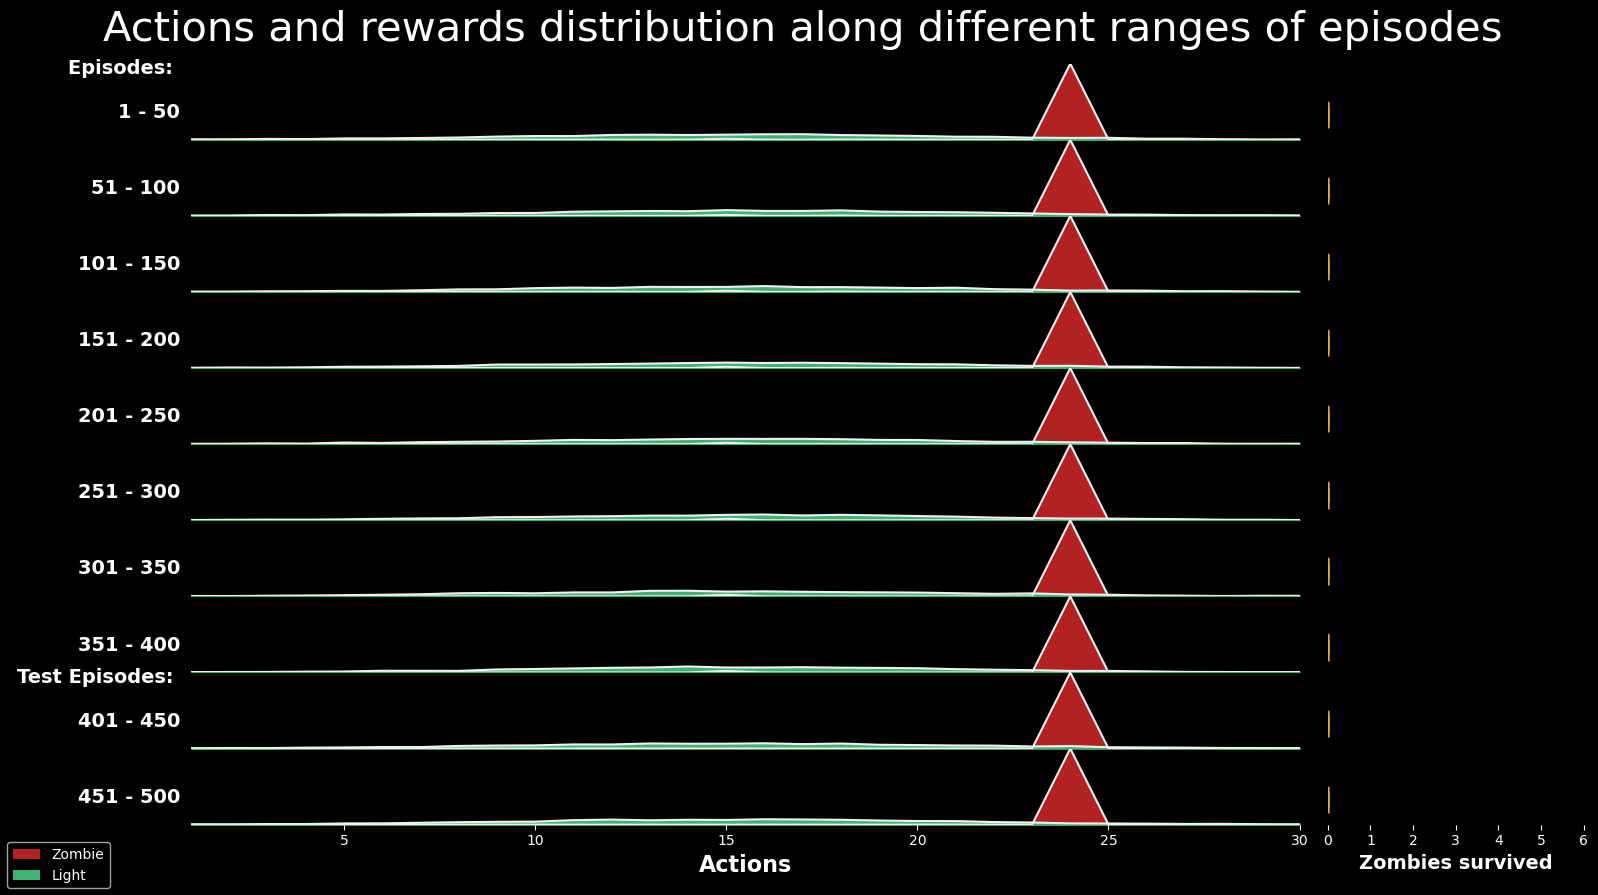 Actions and rewards distribution along different ranges of episodes
Episodes:
1 - 50
51 - 100
101 - 150
151 - 200
201 - 250
251 - 300
301 - 350
351 - 400
Test Episodes:
401 - 450
451 - 500
5 10 15 20 25 30
Actions
0 1 2 3 4 5 6
Zombies survived
Zombie
Light